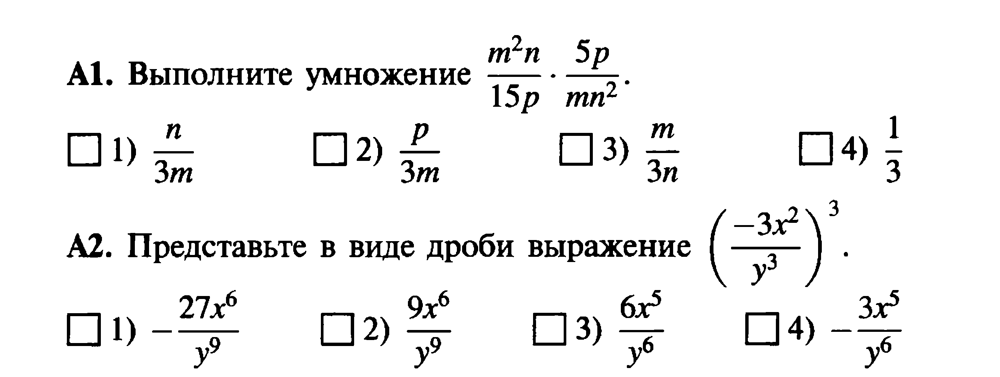 А1. Выполните умножение $\frac{m^2n}{15p} \cdot \frac{5p}{mn^2}$.
1) $\frac{n}{3m}$ 2) $\frac{p}{3m}$ 3) $\frac{m}{3n}$ 4) $\frac{1}{3}$
А2. Представьте в виде дроби выражение $\left(\frac{-3x^2}{y^3}\right)^3$.
1) $-\frac{27x^6}{y^9}$ 2) $\frac{9x^6}{y^9}$ 3) $\frac{6x^5}{y^6}$ 4) $-\frac{3x^5}{y^6}$